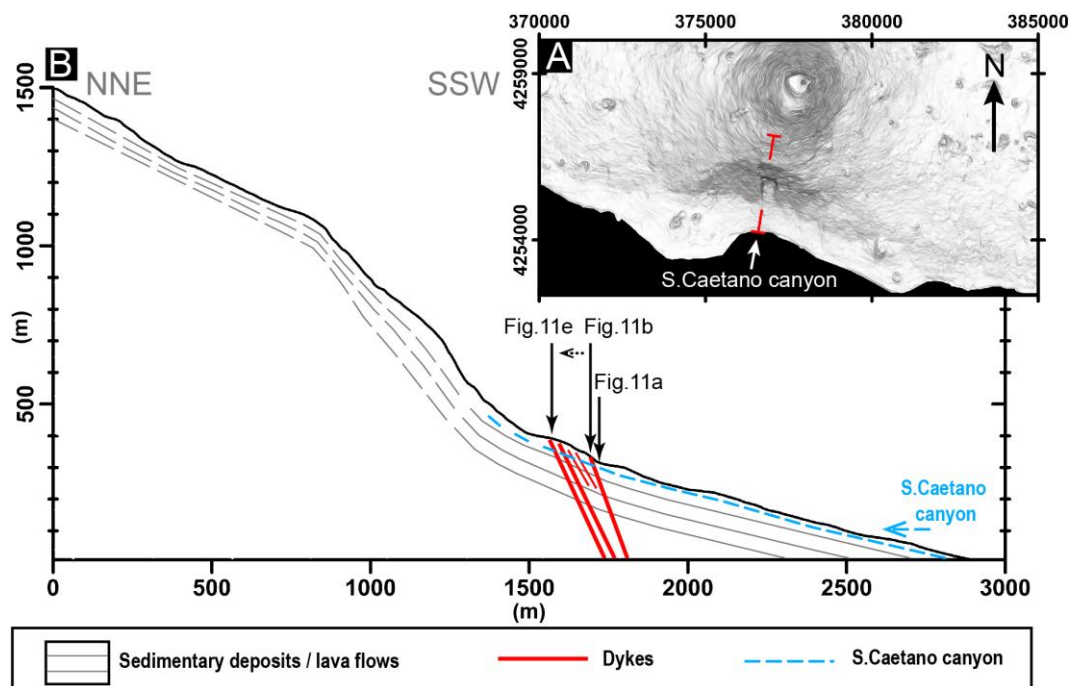 370000 375000 380000 385000
B
NNE
SSW
A
N
4259000
4254000
S.Caetano canyon
1500
1000
(m)
500
Fig.11e
Fig.11b
Fig.11a
S.Caetano
canyon
0 500 1000 1500 2000 2500 3000
(m)
Sedimentary deposits / lava flows
Dykes
S.Caetano canyon